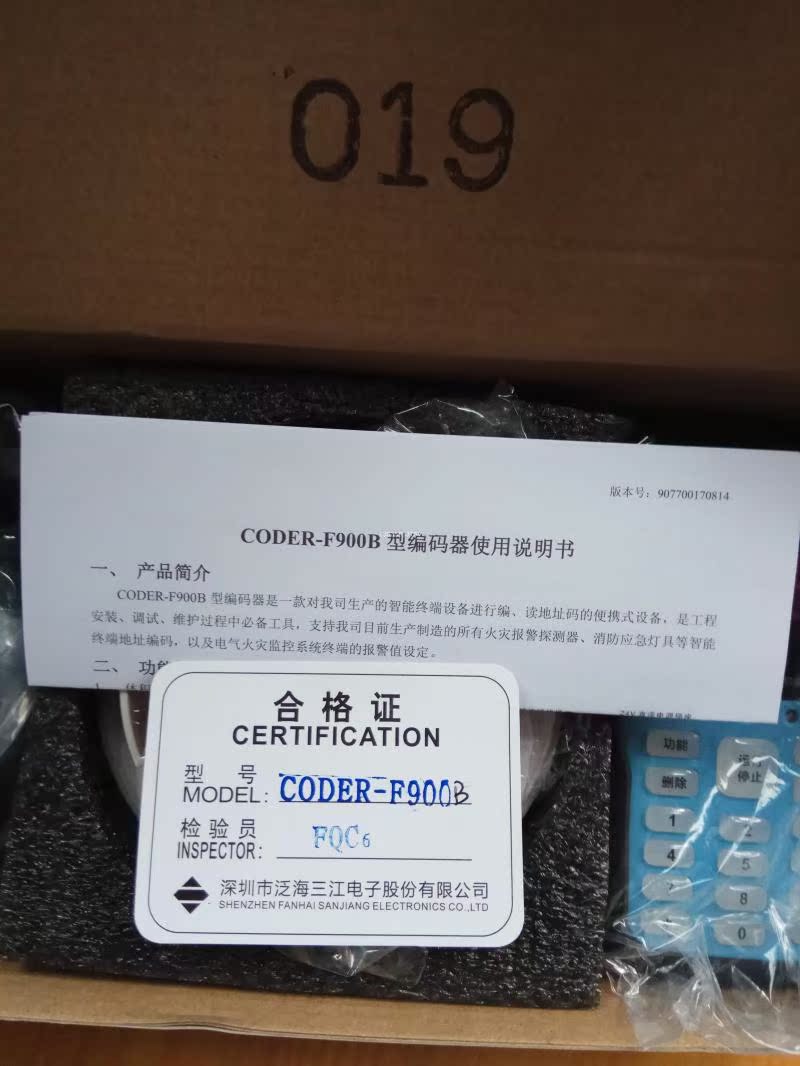 019
版本号：907700170814
CODER-F900B 型编码器使用说明书
一、 产品简介
CODER-F900B 型编码器是一款对我司生产的智能终端设备进行编、读地址码的便携式设备，是工程
安装、调试、维护过程中必备工具，支持我司目前生产制造的所有火灾报警探测器、消防应急灯具等智能
终端地址编码，以及电气火灾监控系统终端的报警值设定。
二、 功
合格证
CERTIFICATION
型 号
MODEL: CODER-F900B
检验员
INSPECTOR: FQC6
深圳市泛海三江电子股份有限公司
SHENZHEN FANHAI SANJIANG ELECTRONICS CO.,LTD
功能
停止
删除
1
2
4
5
7
8
0